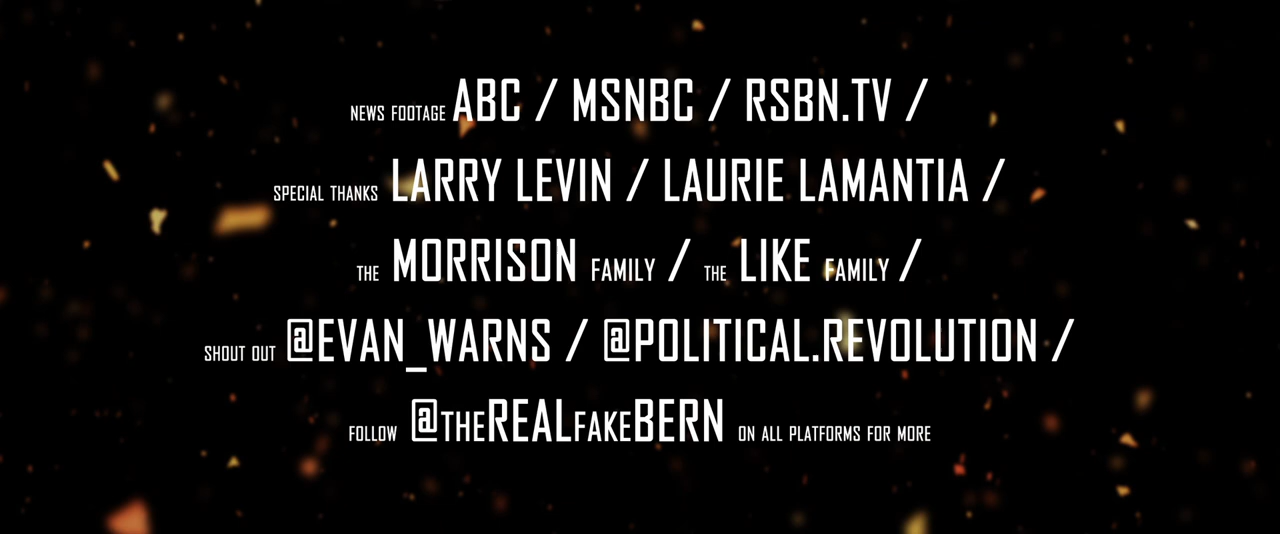 NEWS FOOTAGE ABC / MSNBC / RSBN.TV /
SPECIAL THANKS LARRY LEVIN / LAURIE LAMANTIA /
THE MORRISON FAMILY / THE LIKE FAMILY /
SHOUT OUT @EVAN_WARNS / @POLITICAL.REVOLUTION /
FOLLOW @THEREALFAKEBERN ON ALL PLATFORMS FOR MORE